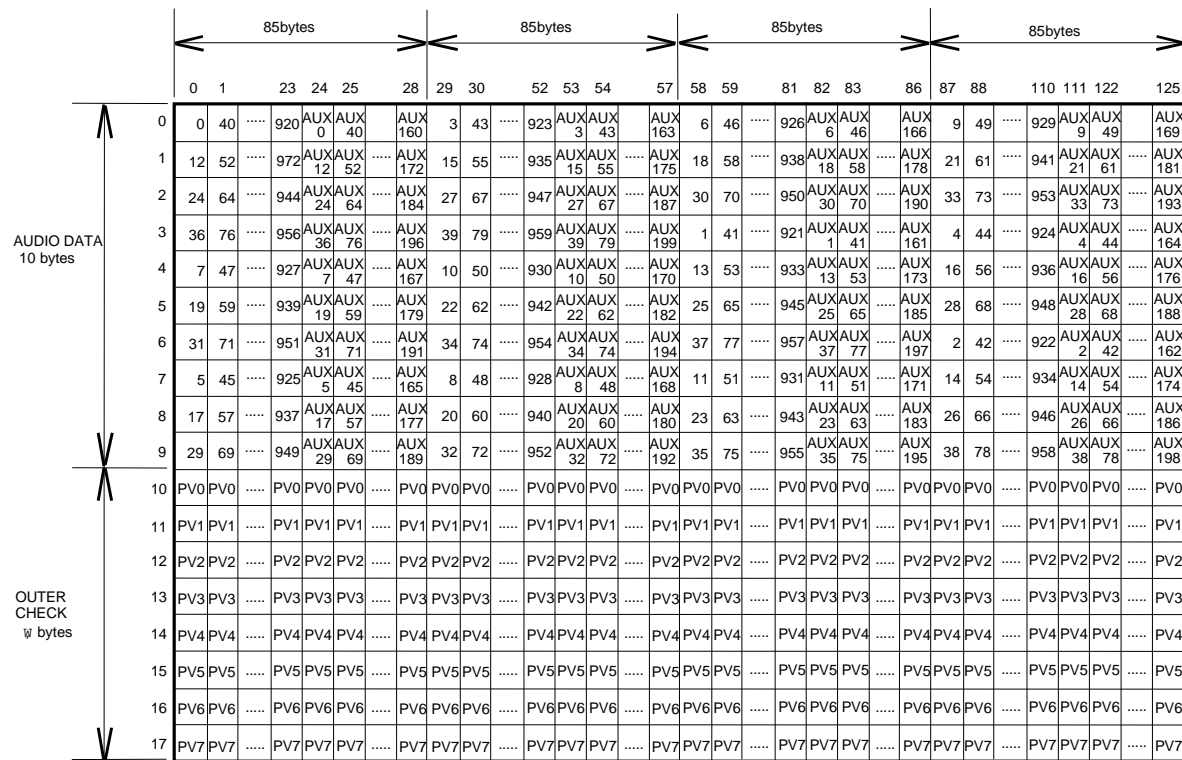 85bytes 85bytes 85bytes 85bytes
0 1 23 24 25 28 29 30 52 53 54 57 58 59 81 82 83 86 87 88 110 111 122 125
0 0 40 ..... 920 AUX 0 AUX 40 ..... AUX 160 3 43 ..... 923 AUX 3 AUX 43 ..... AUX 163 6 46 ..... 926 AUX 6 AUX 46 ..... AUX 166 9 49 ..... 929 AUX 9 AUX 49 ..... AUX 169
1 12 52 ..... 972 AUX 12 AUX 52 ..... AUX 172 15 55 ..... 935 AUX 15 AUX 55 ..... AUX 175 18 58 ..... 938 AUX 18 AUX 58 ..... AUX 178 21 61 ..... 941 AUX 21 AUX 61 ..... AUX 181
2 24 64 ..... 944 AUX 24 AUX 64 ..... AUX 184 27 67 ..... 947 AUX 27 AUX 67 ..... AUX 187 30 70 ..... 950 AUX 30 AUX 70 ..... AUX 190 33 73 ..... 953 AUX 33 AUX 73 ..... AUX 193
3 36 76 ..... 956 AUX 36 AUX 76 ..... AUX 196 39 79 ..... 959 AUX 39 AUX 79 ..... AUX 199 1 41 ..... 921 AUX 1 AUX 41 ..... AUX 161 4 44 ..... 924 AUX 4 AUX 44 ..... AUX 164
AUDIO DATA
10 bytes
4 7 47 ..... 927 AUX 7 AUX 47 ..... AUX 167 10 50 ..... 930 AUX 10 AUX 50 ..... AUX 170 13 53 ..... 933 AUX 13 AUX 53 ..... AUX 173 16 56 ..... 936 AUX 16 AUX 56 ..... AUX 176
5 19 59 ..... 939 AUX 19 AUX 59 ..... AUX 179 22 62 ..... 942 AUX 22 AUX 62 ..... AUX 182 25 65 ..... 945 AUX 25 AUX 65 ..... AUX 185 28 68 ..... 948 AUX 28 AUX 68 ..... AUX 188
6 31 71 ..... 951 AUX 31 AUX 71 ..... AUX 191 34 74 ..... 954 AUX 34 AUX 74 ..... AUX 194 37 77 ..... 957 AUX 37 AUX 77 ..... AUX 197 2 42 ..... 922 AUX 2 AUX 42 ..... AUX 162
7 5 45 ..... 925 AUX 5 AUX 45 ..... AUX 165 8 48 ..... 928 AUX 8 AUX 48 ..... AUX 168 11 51 ..... 931 AUX 11 AUX 51 ..... AUX 171 14 54 ..... 934 AUX 14 AUX 54 ..... AUX 174
8 17 57 ..... 937 AUX 17 AUX 57 ..... AUX 177 20 60 ..... 940 AUX 20 AUX 60 ..... AUX 180 23 63 ..... 943 AUX 23 AUX 63 ..... AUX 183 26 66 ..... 946 AUX 26 AUX 66 ..... AUX 186
9 29 69 ..... 949 AUX 29 AUX 69 ..... AUX 189 32 72 ..... 952 AUX 32 AUX 72 ..... AUX 192 35 75 ..... 955 AUX 35 AUX 75 ..... AUX 195 38 78 ..... 958 AUX 38 AUX 78 ..... AUX 198
10 PV0 PV0 ..... PV0 PV0 PV0 ..... PV0 PV0 PV0 ..... PV0 PV0 PV0 ..... PV0 PV0 PV0 ..... PV0 PV0 PV0 ..... PV0 PV0 PV0 ..... PV0 PV0 PV0 ..... PV0
11 PV1 PV1 ..... PV1 PV1 PV1 ..... PV1 PV1 PV1 ..... PV1 PV1 PV1 ..... PV1 PV1 PV1 ..... PV1 PV1 PV1 ..... PV1 PV1 PV1 ..... PV1 PV1 PV1 ..... PV1
12 PV2 PV2 ..... PV2 PV2 PV2 ..... PV2 PV2 PV2 ..... PV2 PV2 PV2 ..... PV2 PV2 PV2 ..... PV2 PV2 PV2 ..... PV2 PV2 PV2 ..... PV2 PV2 PV2 ..... PV2
13 PV3 PV3 ..... PV3 PV3 PV3 ..... PV3 PV3 PV3 ..... PV3 PV3 PV3 ..... PV3 PV3 PV3 ..... PV3 PV3 PV3 ..... PV3 PV3 PV3 ..... PV3 PV3 PV3 ..... PV3
OUTER
CHECK
bytes
14 PV4 PV4 ..... PV4 PV4 PV4 ..... PV4 PV4 PV4 ..... PV4 PV4 PV4 ..... PV4 PV4 PV4 ..... PV4 PV4 PV4 ..... PV4 PV4 PV4 ..... PV4 PV4 PV4 ..... PV4
15 PV5 PV5 ..... PV5 PV5 PV5 ..... PV5 PV5 PV5 ..... PV5 PV5 PV5 ..... PV5 PV5 PV5 ..... PV5 PV5 PV5 ..... PV5 PV5 PV5 ..... PV5 PV5 PV5 ..... PV5
16 PV6 PV6 ..... PV6 PV6 PV6 ..... PV6 PV6 PV6 ..... PV6 PV6 PV6 ..... PV6 PV6 PV6 ..... PV6 PV6 PV6 ..... PV6 PV6 PV6 ..... PV6 PV6 PV6 ..... PV6
17 PV7 PV7 ..... PV7 PV7 PV7 ..... PV7 PV7 PV7 ..... PV7 PV7 PV7 ..... PV7 PV7 PV7 ..... PV7 PV7 PV7 ..... PV7 PV7 PV7 ..... PV7 PV7 PV7 ..... PV7